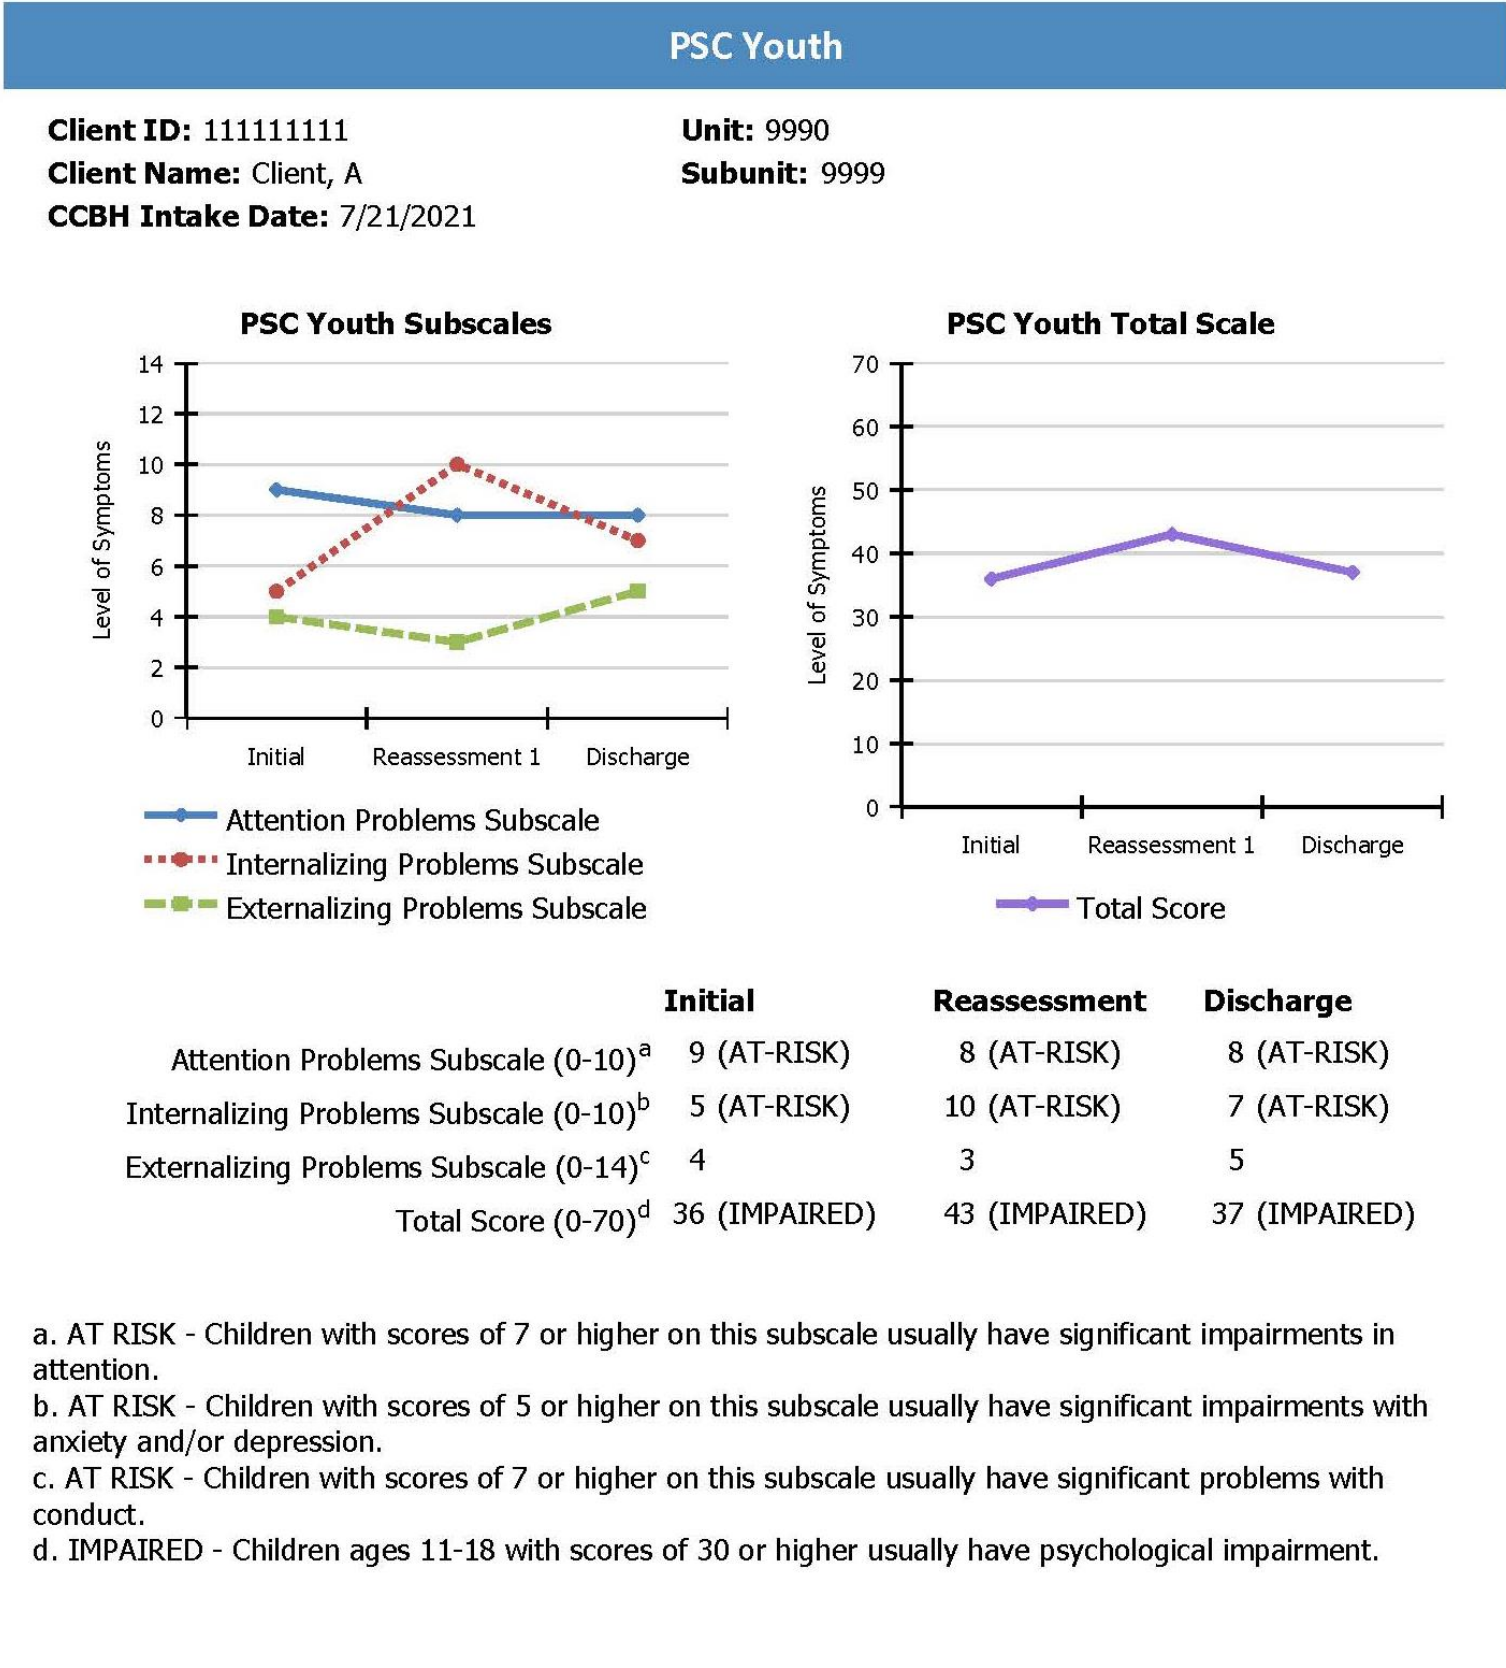 PSC Youth
Client ID: 111111111
Unit: 9990
Client Name: Client, A
Subunit: 9999
CCBH Intake Date: 7/21/2021
PSC Youth Subscales
14
12
10
8
6
4
2
0
Level of Symptoms
Initial
Reassessment 1
Discharge
Attention Problems Subscale
Internalizing Problems Subscale
Externalizing Problems Subscale
PSC Youth Total Scale
70
60
50
40
30
20
10
0
Level of Symptoms
Initial
Reassessment 1
Discharge
Total Score
Initial Reassessment Discharge
Attention Problems Subscale (0-10)a 9 (AT-RISK) 8 (AT-RISK) 8 (AT-RISK)
Internalizing Problems Subscale (0-10)b 5 (AT-RISK) 10 (AT-RISK) 7 (AT-RISK)
Externalizing Problems Subscale (0-14)c 4 3 5
Total Score (0-70)d 36 (IMPAIRED) 43 (IMPAIRED) 37 (IMPAIRED)
a. AT RISK - Children with scores of 7 or higher on this subscale usually have significant impairments in
attention.
b. AT RISK - Children with scores of 5 or higher on this subscale usually have significant impairments with
anxiety and/or depression.
c. AT RISK - Children with scores of 7 or higher on this subscale usually have significant problems with
conduct.
d. IMPAIRED - Children ages 11-18 with scores of 30 or higher usually have psychological impairment.